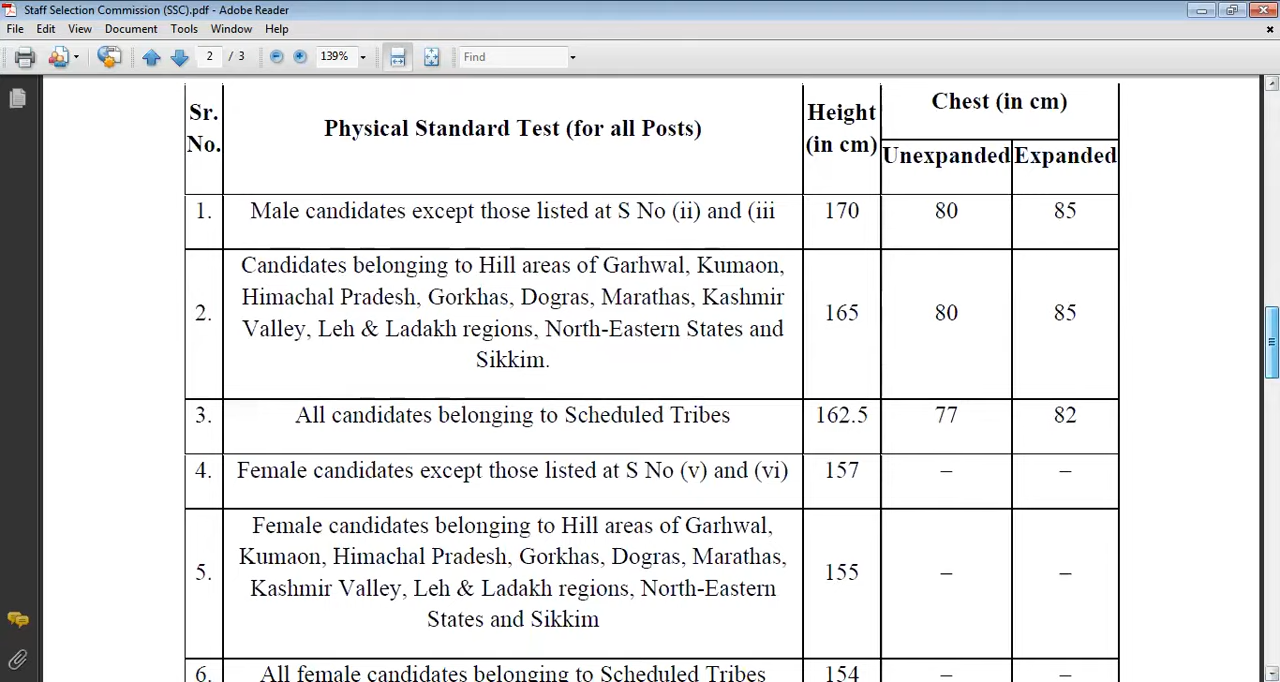 Staff Selection Commission (SSC).pdf - Adobe Reader
File Edit View Document Tools Window Help
2 / 3 139% Find
Sr. No. Physical Standard Test (for all Posts) Height (in cm) Chest (in cm)
Unexpanded Expanded
1. Male candidates except those listed at S No (ii) and (iii 170 80 85
Candidates belonging to Hill areas of Garhwal, Kumaon,
Himachal Pradesh, Gorkhas, Dogras, Marathas, Kashmir
2. Valley, Leh & Ladakh regions, North-Eastern States and 165 80 85
Sikkim.
3. All candidates belonging to Scheduled Tribes 162.5 77 82
4. Female candidates except those listed at S No (v) and (vi) 157 – –
Female candidates belonging to Hill areas of Garhwal,
Kumaon, Himachal Pradesh, Gorkhas, Dogras, Marathas,
5. Kashmir Valley, Leh & Ladakh regions, North-Eastern 155 – –
States and Sikkim
6. All female candidates belonging to Scheduled Tribes 154 – –